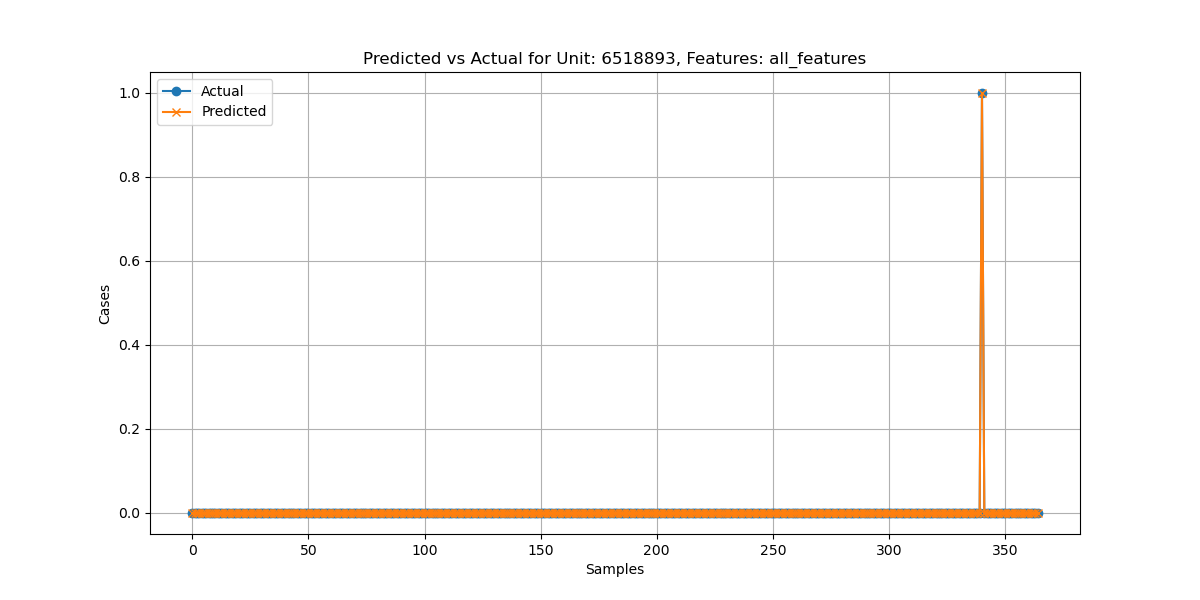 Predicted vs Actual for Unit: 6518893, Features: all_features
Actual
Predicted
1.0
0.8
0.6
0.4
0.2
0.0
Cases
0 50 100 150 200 250 300 350
Samples